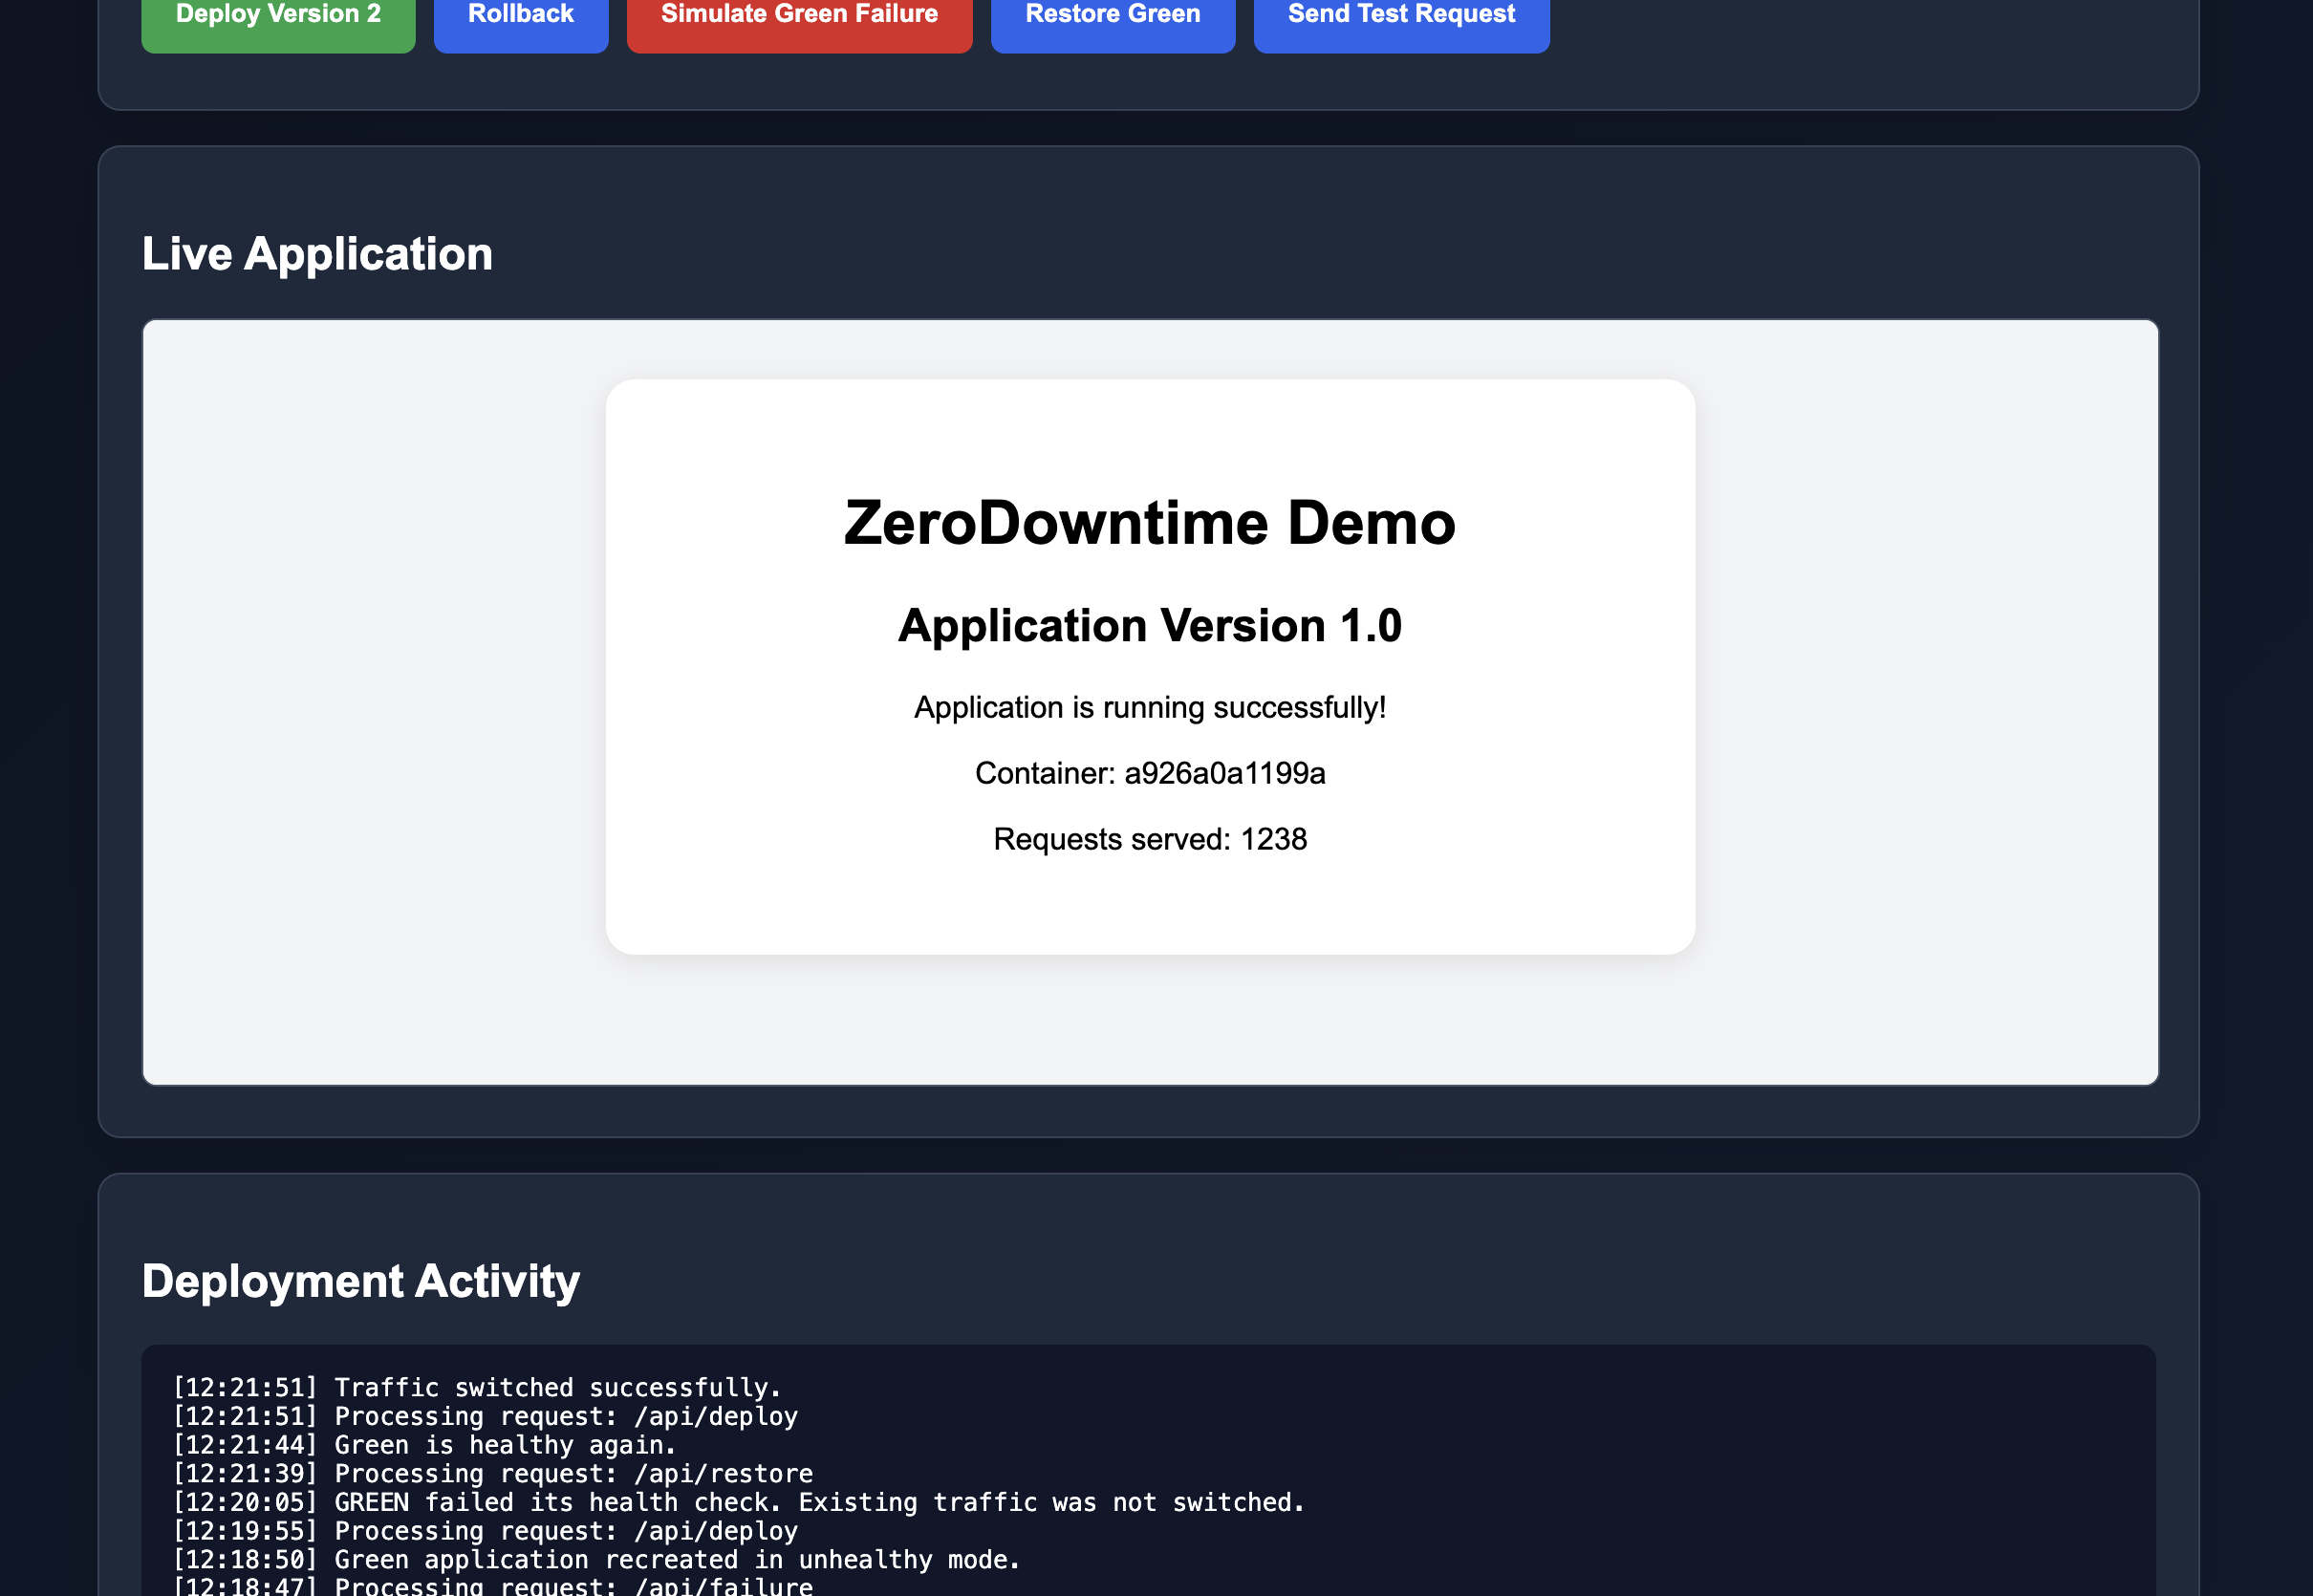 Deploy Version 2 Rollback Simulate Green Failure Restore Green Send Test Request
Live Application
ZeroDowntime Demo
Application Version 1.0
Application is running successfully!
Container: a926a0a1199a
Requests served: 1238
Deployment Activity
[12:21:51] Traffic switched successfully.
[12:21:51] Processing request: /api/deploy
[12:21:44] Green is healthy again.
[12:21:39] Processing request: /api/restore
[12:20:05] GREEN failed its health check. Existing traffic was not switched.
[12:19:55] Processing request: /api/deploy
[12:18:50] Green application recreated in unhealthy mode.
[12:18:47] Processing request: /api/failure